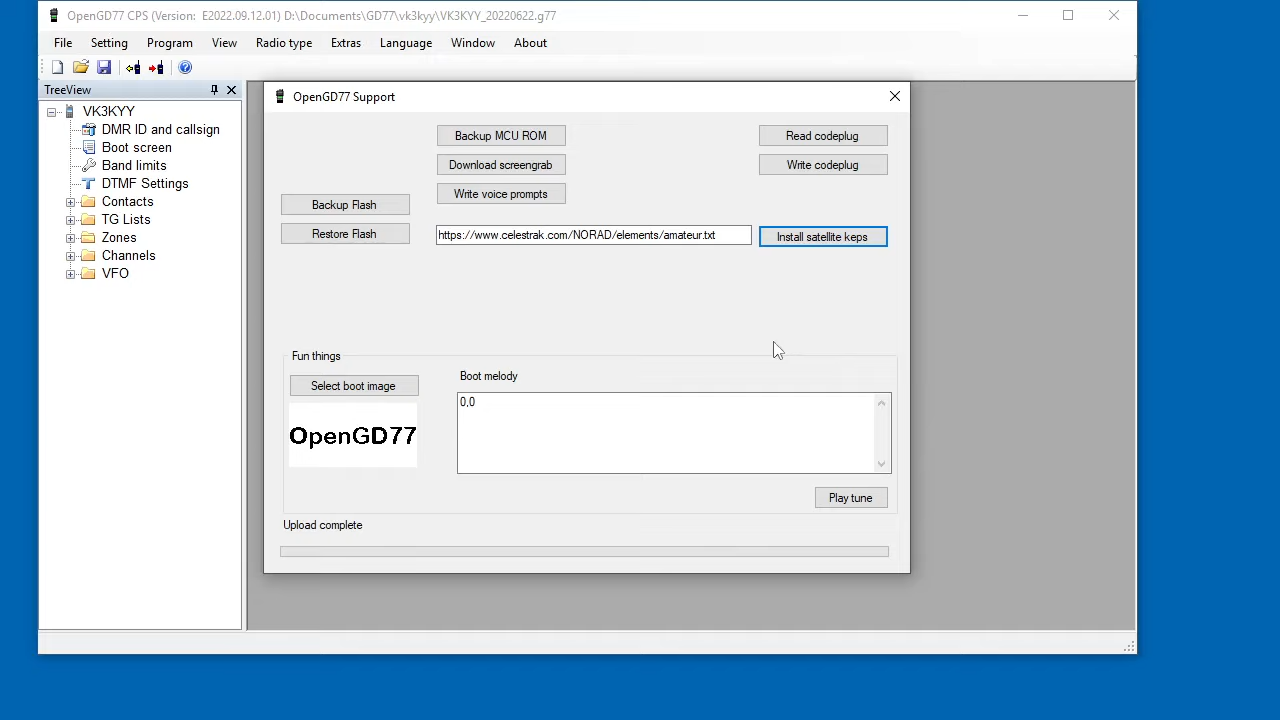 OpenGD77 CPS (Version: E2022.09.12.01) D:\Documents\GD77\vk3kyy\VK3KYY_20220622.g77
File Setting Program View Radio type Extras Language Window About
TreeView
VK3KYY
DMR ID and callsign
Boot screen
Band limits
DTMF Settings
Contacts
TG Lists
Zones
Channels
VFO
OpenGD77 Support
Backup MCU ROM
Read codeplug
Download screengrab
Write codeplug
Write voice prompts
Backup Flash
Restore Flash
https://www.celestrak.com/NORAD/elements/amateur.txt
Install satellite keps
Fun things
Select boot image
OpenGD77
Boot melody
0,0
Play tune
Upload complete